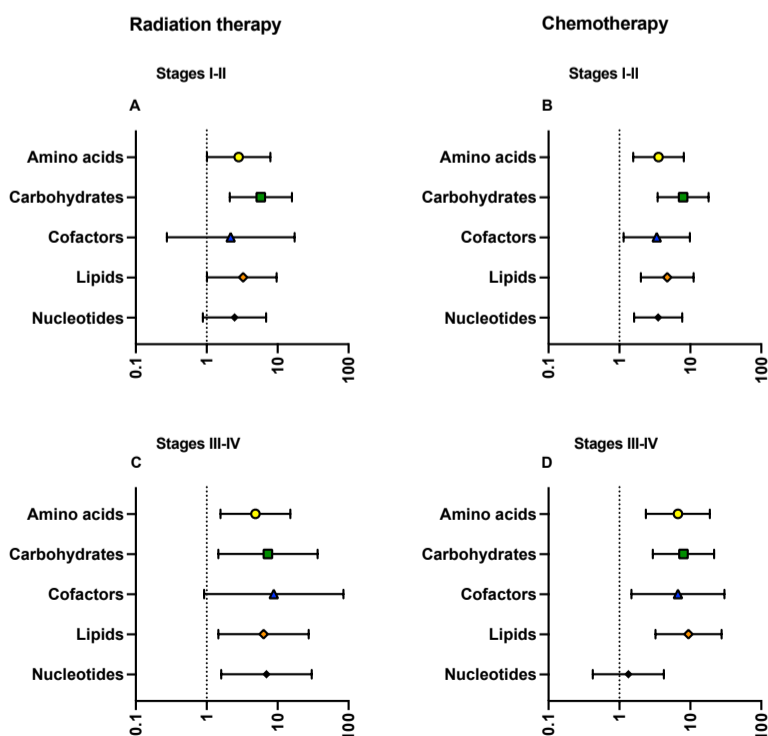 Radiation therapy
Chemotherapy
Stages I-II
A
Amino acids
Carbohydrates
Cofactors
Lipids
Nucleotides
0.1
1
10
100
Stages I-II
B
Amino acids
Carbohydrates
Cofactors
Lipids
Nucleotides
0.1
1
10
100
Stages III-IV
C
Amino acids
Carbohydrates
Cofactors
Lipids
Nucleotides
0.1
1
10
100
Stages III-IV
D
Amino acids
Carbohydrates
Cofactors
Lipids
Nucleotides
0.1
1
10
100